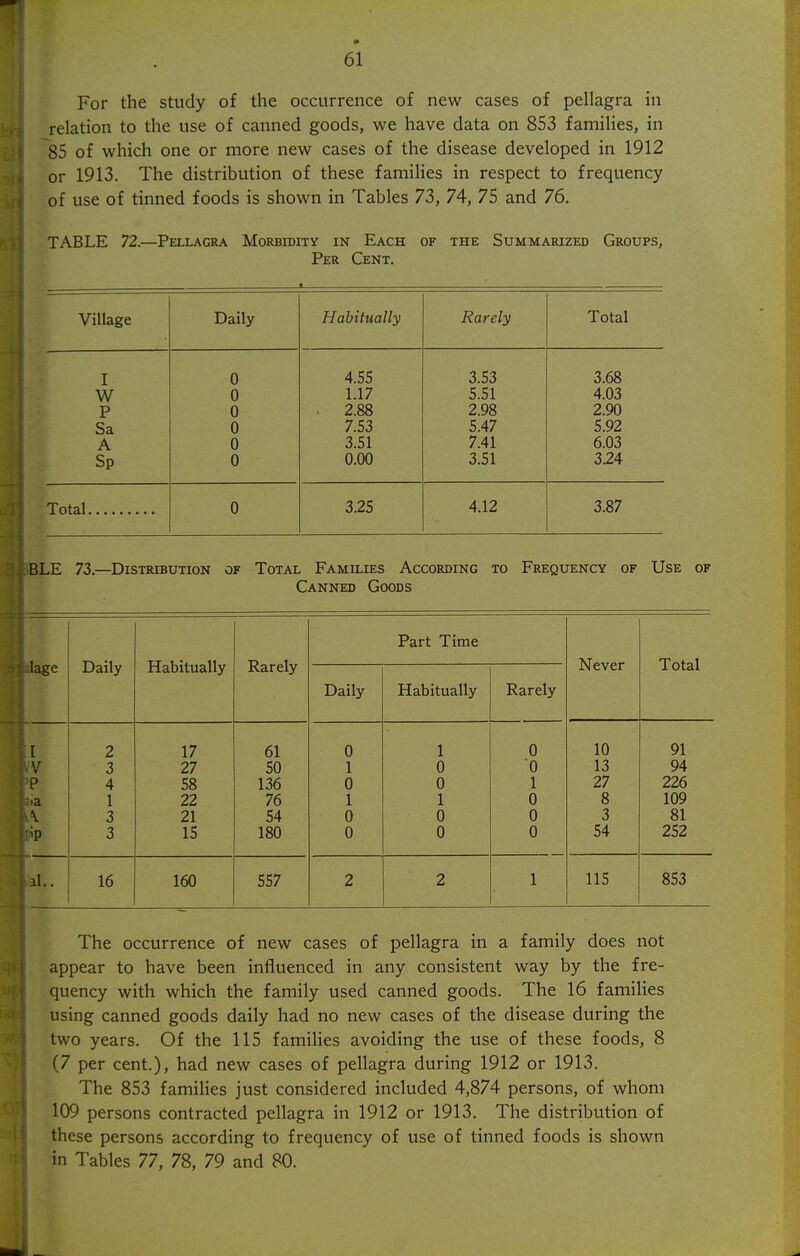 61
For the study of the occurrence of new cases of pellagra in
relation to the use of canned goods, we have data on 853 families, in
85 of which one or more new cases of the disease developed in 1912
or 1913. The distribution of these families in respect to frequency
of use of tinned foods is shown in Tables 73, 74, 75 and 76.
TABLE 72.—Pellagra Morbidity in Each of the Summarized Groups,
Per Cent.
Village Daily Habitually Rarely Total
I 0 4.55 3.53 3.68
W 0 1.17 5.51 4.03
P 0 2.88 2.98 2.90
Sa 0 7.53 5.47 5.92
A 0 3.51 7.41 6.03
Sp 0 0.00 3.51 3.24
Total......... 0 3.25 4.12 3.87
BLE 73.—Distribution of Total Families According to Frequency of Use of
Canned Goods
lage Daily Habitually Rarely Part Time Never Total
Daily Habitually Rarely
I 2 17 61 0 1 0 10 91
V 3 27 50 1 0 0 13 94
P 4 58 136 0 0 1 27 226
a 1 22 76 1 1 0 8 109
A 3 21 54 0 0 0 3 81
p 3 15 180 0 0 0 54 252
al.. 16 160 557 2 2 1 115 853
The occurrence of new cases of pellagra in a family does not
appear to have been influenced in any consistent way by the fre-
quency with which the family used canned goods. The 16 families
using canned goods daily had no new cases of the disease during the
two years. Of the 115 families avoiding the use of these foods, 8
(7 per cent.), had new cases of pellagra during 1912 or 1913.
The 853 families just considered included 4,874 persons, of whom
109 persons contracted pellagra in 1912 or 1913. The distribution of
these persons according to frequency of use of tinned foods is shown
in Tables 77, 78, 79 and 80.